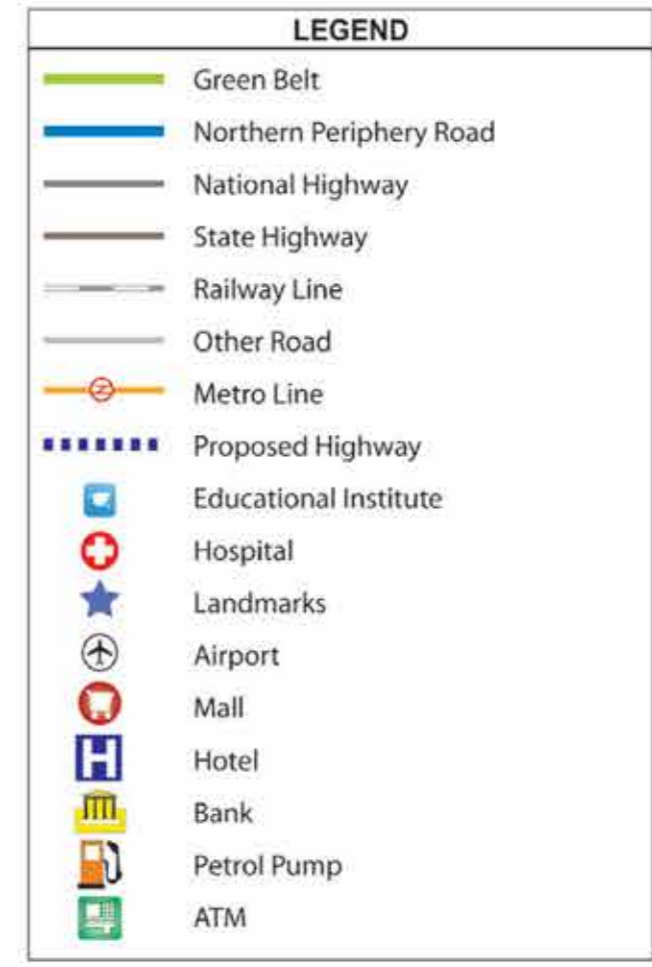 LEGEND
Green Belt
Northern Periphery Road
National Highway
State Highway
Railway Line
Other Road
Metro Line
Proposed Highway
Educational Institute
Hospital
Landmarks
Airport
Mall
H Hotel
Bank
Petrol Pump
ATM